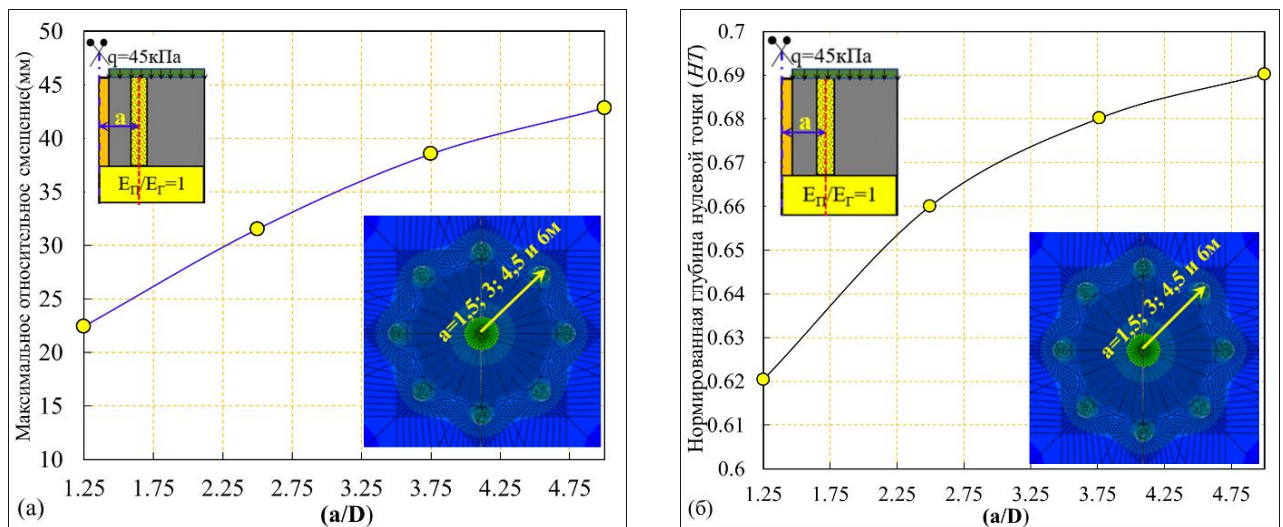 Максимальное относительное смещение(мм)
50
45
40
35
30
25
20
15
10
q=45кПа
a
EП/EГ=1
a=1,5; 3; 4,5 и 6м
1.25 1.75 2.25 2.75 3.25 3.75 4.25 4.75
(а)
(a/D)
Нормированная глубина нулевой точки (НТ)
0.7
0.69
0.68
0.67
0.66
0.65
0.64
0.63
0.62
0.61
0.6
q=45кПа
a
EП/EГ=1
a=1,5; 3; 4,5 и 6м
1.25 1.75 2.25 2.75 3.25 3.75 4.25 4.75
(б)
(a/D)